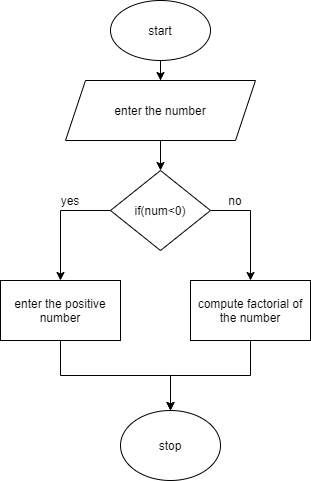 start
enter the number
if(num<0)
yes
no
enter the positive
number
compute factorial of
the number
stop